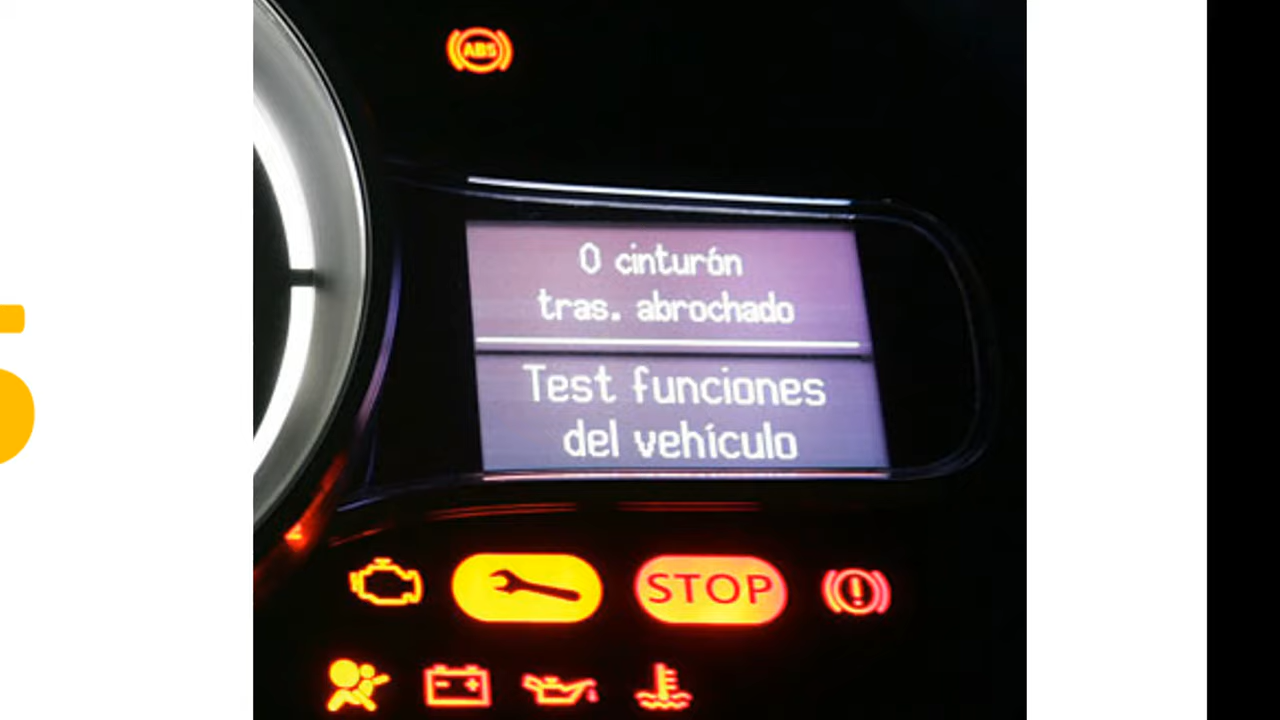 ABS
0 cinturón
tras. abrochado
Test funciones
del vehículo
STOP